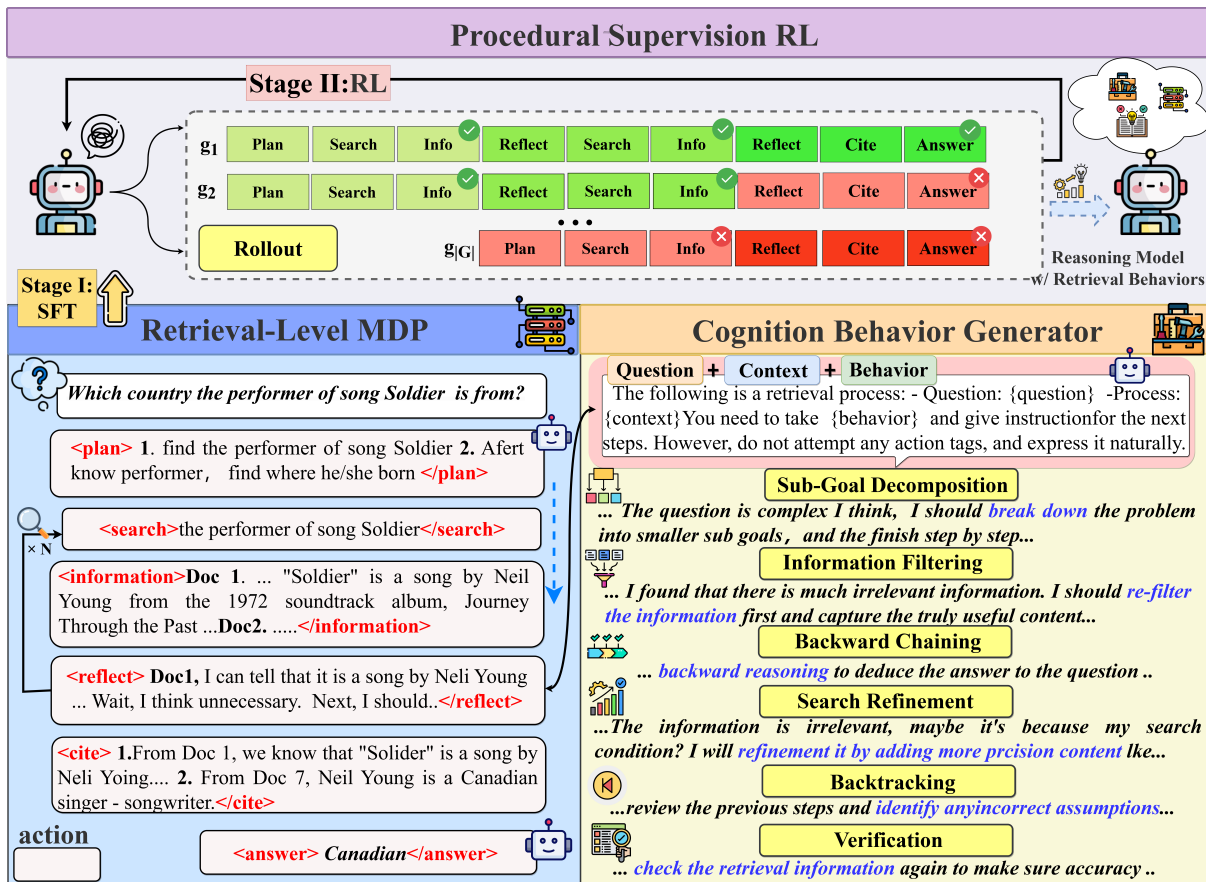 Procedural Supervision RL
Stage II:RL
g1 Plan Search Info Reflect Search Info Reflect Cite Answer
g2 Plan Search Info Reflect Search Info Reflect Cite Answer
...
Rollout
g|G| Plan Search Info Reflect Cite Answer
Reasoning Model
w/ Retrieval Behaviors
Stage I:
SFT
Retrieval-Level MDP
Which country the performer of song Soldier is from?
<plan> 1. find the performer of song Soldier 2. Afert
know performer, find where he/she born </plan>
<search>the performer of song Soldier</search>
× N
<information>Doc 1. ... "Soldier" is a song by Neil
Young from the 1972 soundtrack album, Journey
Through the Past ...Doc2. .....</information>
<reflect> Doc1, I can tell that it is a song by Neli Young
... Wait, I think unnecessary. Next, I should..</reflect>
<cite> 1.From Doc 1, we know that "Solider" is a song by
Neli Yoing.... 2. From Doc 7, Neil Young is a Canadian
singer - songwriter.</cite>
action
<answer> Canadian</answer>
Cognition Behavior Generator
Question + Context + Behavior
The following is a retrieval process: - Question: {question} -Process:
{context}You need to take {behavior} and give instructionfor the next
steps. However, do not attempt any action tags, and express it naturally.
Sub-Goal Decomposition
... The question is complex I think, I should break down the problem
into smaller sub goals, and the finish step by step...
Information Filtering
... I found that there is much irrelevant information. I should re-filter
the information first and capture the truly useful content...
Backward Chaining
... backward reasoning to deduce the answer to the question ..
Search Refinement
...The information is irrelevant, maybe it's because my search
condition? I will refinement it by adding more prcision content lke...
Backtracking
...review the previous steps and identify anyincorrect assumptions...
Verification
... check the retrieval information again to make sure accuracy ..